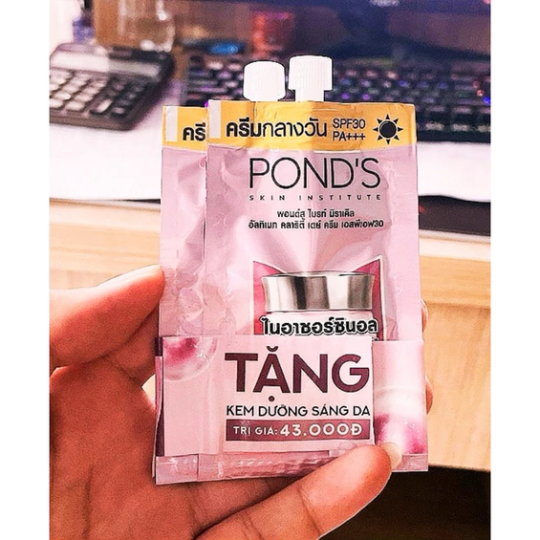 ครี
ครีมกลางวัน SPF30 PA+++
POND'S
SKIN INSTITUTE
พอนด์ส ไบรท์ มิราเคิล
อัลทิเมท คลาริตี้ เดย์ ครีม เอสพีเอฟ30
ไนอาซอร์ซินอล
TẶNG
KEM DƯỠNG SÁNG DA
TRỊ GIÁ: 43.000Đ